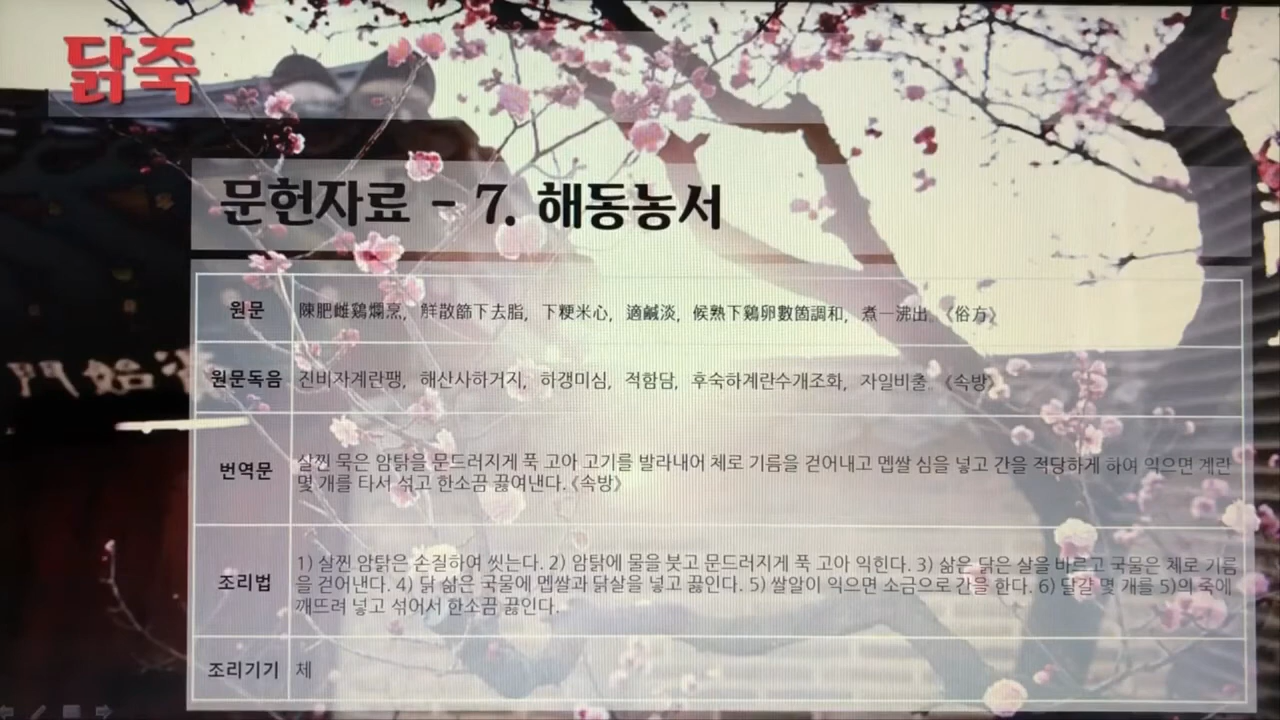 닭죽
문헌자료 - 7. 해동농서
원문 陳肥雌鷄爛烹, 觧散篩下去脂, 下粳米心, 適鹹淡, 候熟下鷄卵數箇調和, 煮一沸出。《俗方》
원문독음 진비자계란팽, 해산사하거지, 하갱미심, 적함담, 후숙하계란수개조화, 자일비출。《속방》
번역문 살찐 묵은 암탉을 문드러지게 푹 고아 고기를 발라내어 체로 기름을 걷어내고 멥쌀 심을 넣고 간을 적당하게 하여 익으면 계란
몇 개를 타서 섞고 한소끔 끓여낸다.《속방》
조리법 1) 살찐 암탉은 손질하여 씻는다. 2) 암탉에 물을 붓고 문드러지게 푹 고아 익힌다. 3) 삶은 닭은 살을 바르고 국물은 체로 기름
을 걷어낸다. 4) 닭 삶은 국물에 멥쌀과 닭살을 넣고 끓인다. 5) 쌀알이 익으면 소금으로 간을 한다. 6) 달걀 몇 개를 5)의 죽에
깨뜨려 넣고 섞어서 한소끔 끓인다.
조리기기 체
門始